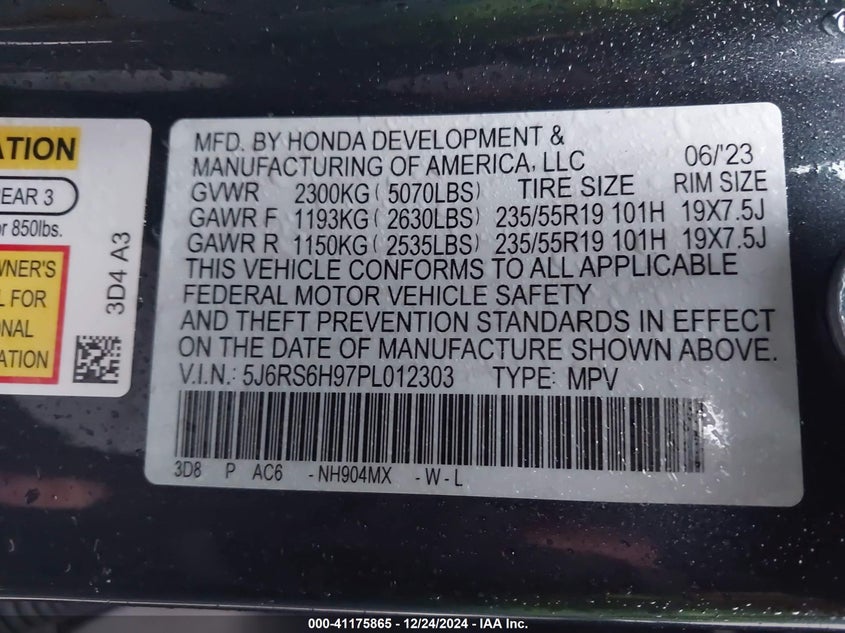 ATION
REAR 3
or 850lbs.
WNER'S
L FOR
ONAL
ATION
3D4 A3
MFD. BY HONDA DEVELOPMENT &
MANUFACTURING OF AMERICA, LLC 06/'23
GVWR 2300KG ( 5070LBS) TIRE SIZE RIM SIZE
GAWR F 1193KG ( 2630LBS) 235/55R19 101H 19X7.5J
GAWR R 1150KG ( 2535LBS) 235/55R19 101H 19X7.5J
THIS VEHICLE CONFORMS TO ALL APPLICABLE
FEDERAL MOTOR VEHICLE SAFETY
AND THEFT PREVENTION STANDARDS IN EFFECT
ON THE DATE OF MANUFACTURE SHOWN ABOVE.
V.I.N.: 5J6RS6H97PL012303 TYPE: MPV
3D8 P AC6 -NH904MX -W-L
000-41175865 - 12/24/2024 - IAA Inc.